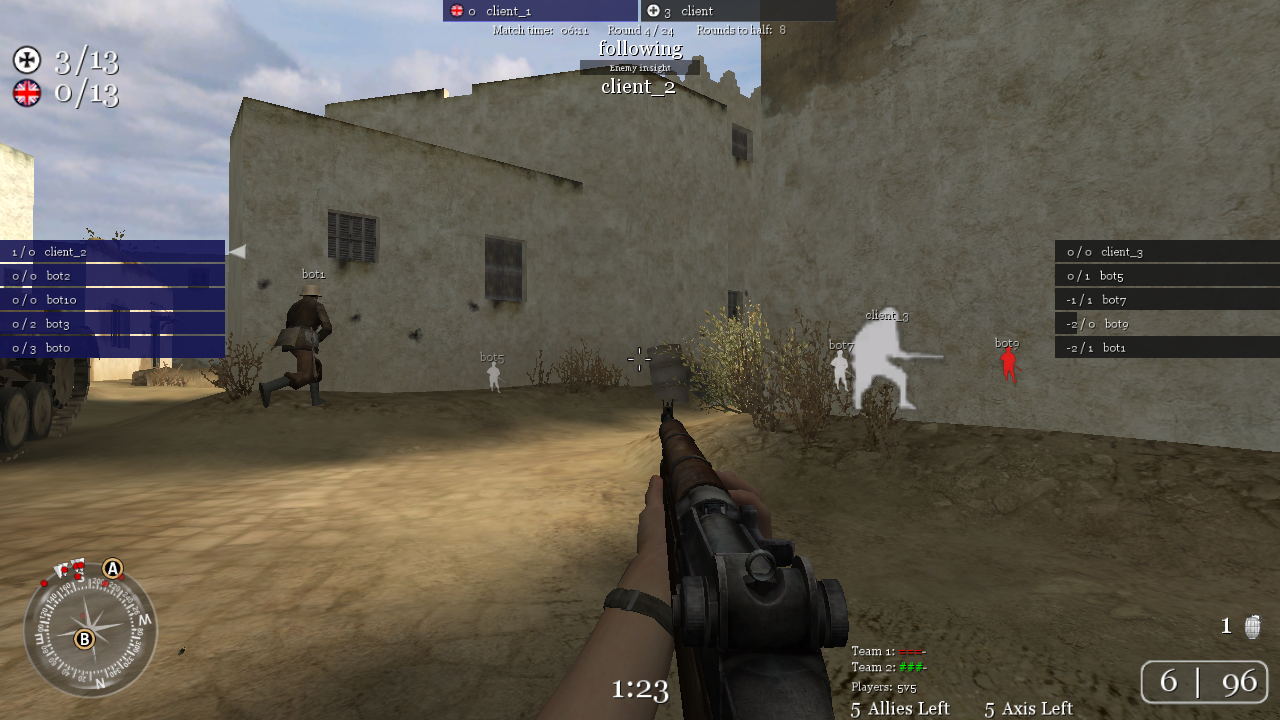 0 client_1
3 client
Match time: 06:11 Round 4 / 24 Rounds to half: 8
following
Enemy in sight
client_2
3/13
0/13
1 / 0 client_2
0 / 0 bot2
0 / 0 bot10
0 / 2 bot3
0 / 3 bot0
0 / 0 client_3
0 / 1 bot5
-1 / 1 bot7
-2 / 0 bot9
-2 / 1 bot1
bot1
bot5
client_3
bot7
bot9
A
B
W
E
N
1
Team 1: ===-
Team 2: ###-
Players: 5v5
1:23
5 Allies Left 5 Axis Left
6 | 96